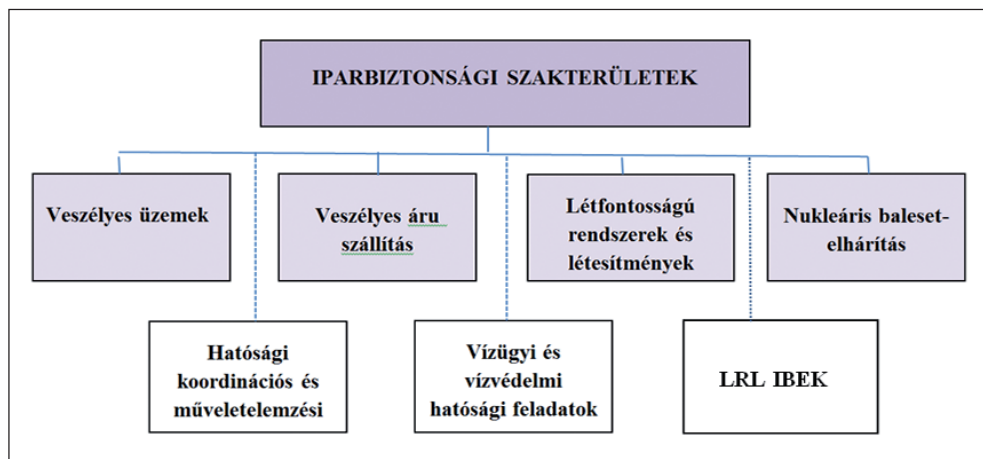 IPARBIZTONSÁGI SZAKTERÜLETEK
Veszélyes üzemek
Veszélyes áru
szállítás
Létfontosságú
rendszerek és
létesítmények
Nukleáris baleset-
elhárítás
Hatósági
koordinációs és
műveletelemzési
Vízügyi és
vízvédelmi
hatósági feladatok
LRL IBEK